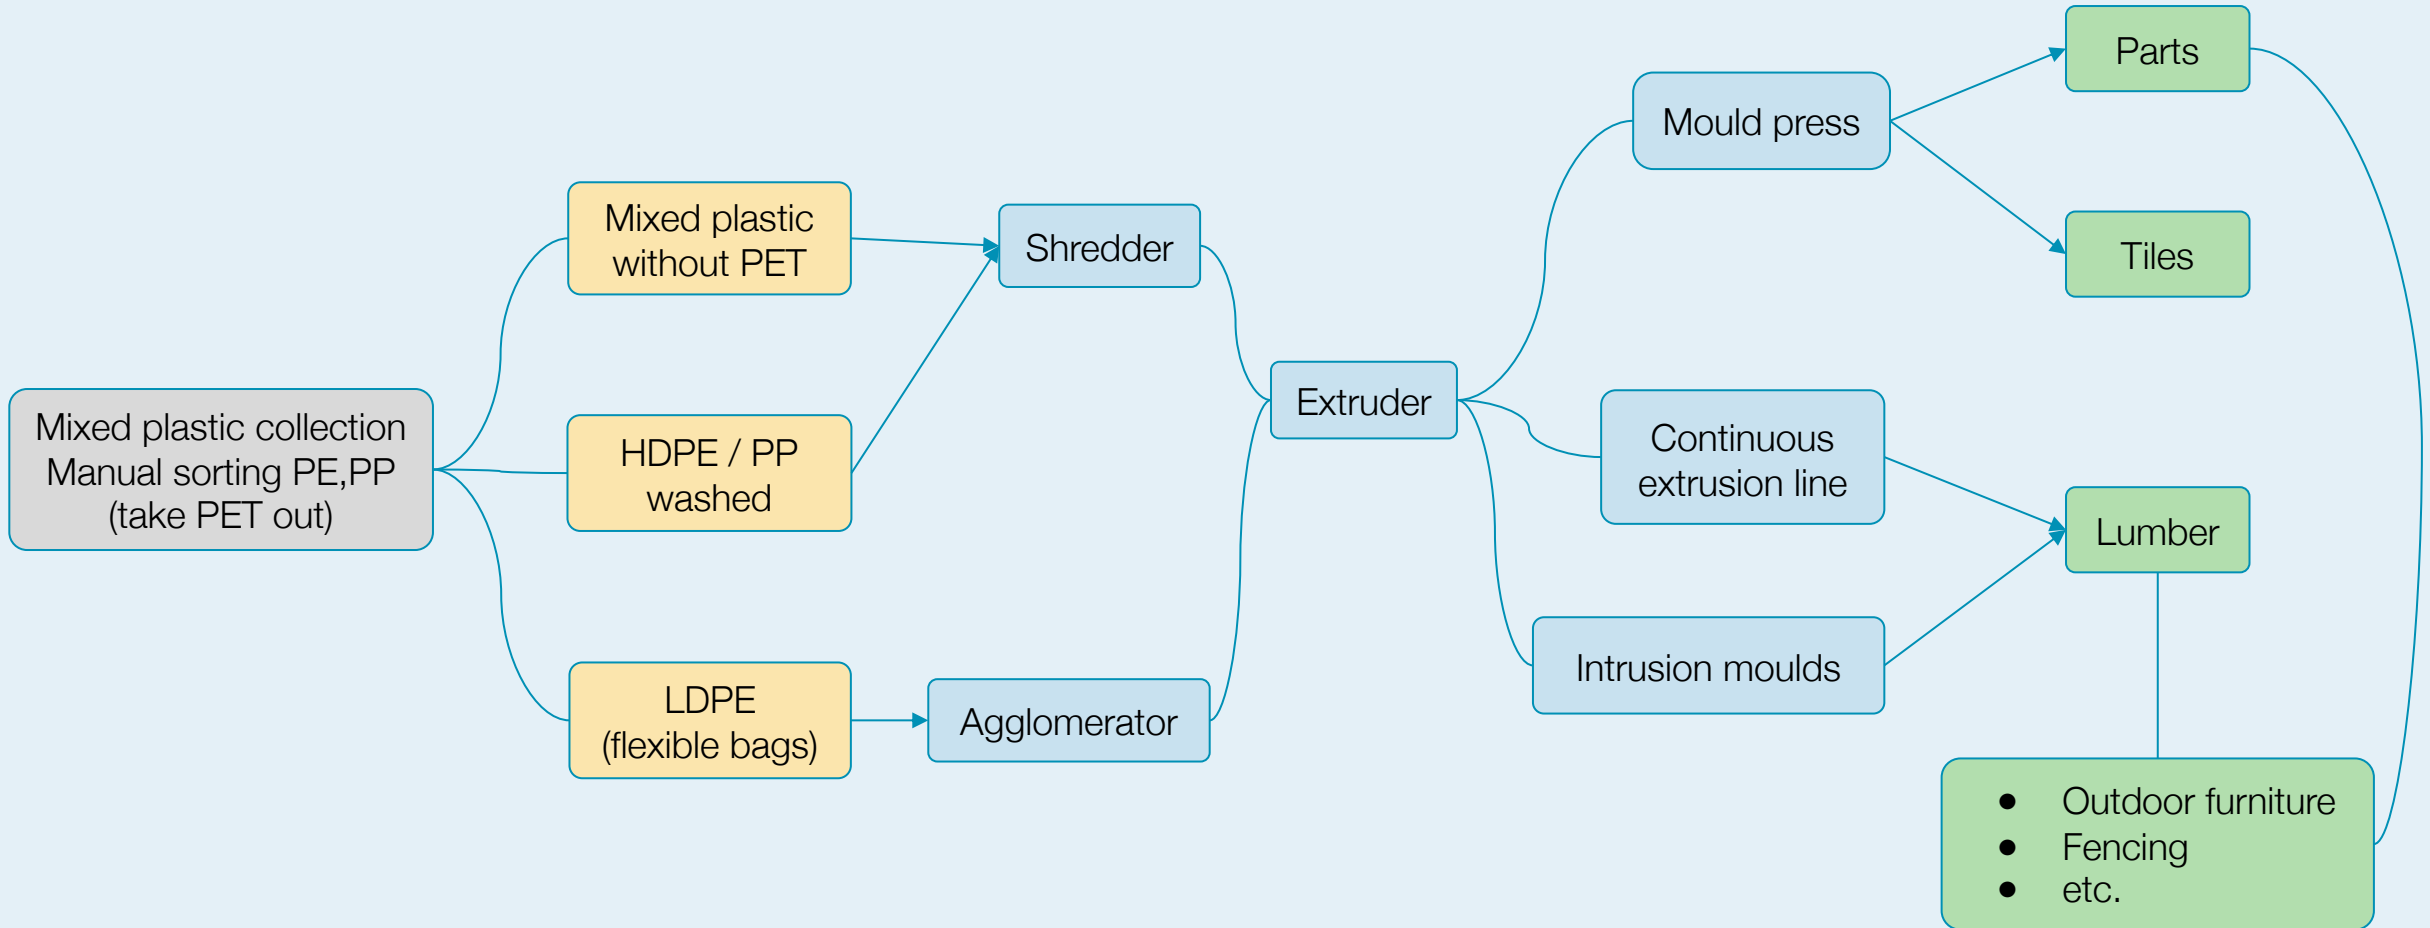 Mixed plastic collection
Manual sorting PE,PP
(take PET out)
Mixed plastic
without PET
HDPE / PP
washed
LDPE
(flexible bags)
Shredder
Agglomerator
Extruder
Mould press
Continuous
extrusion line
Intrusion moulds
Parts
Tiles
Lumber
● Outdoor furniture
● Fencing
● etc.